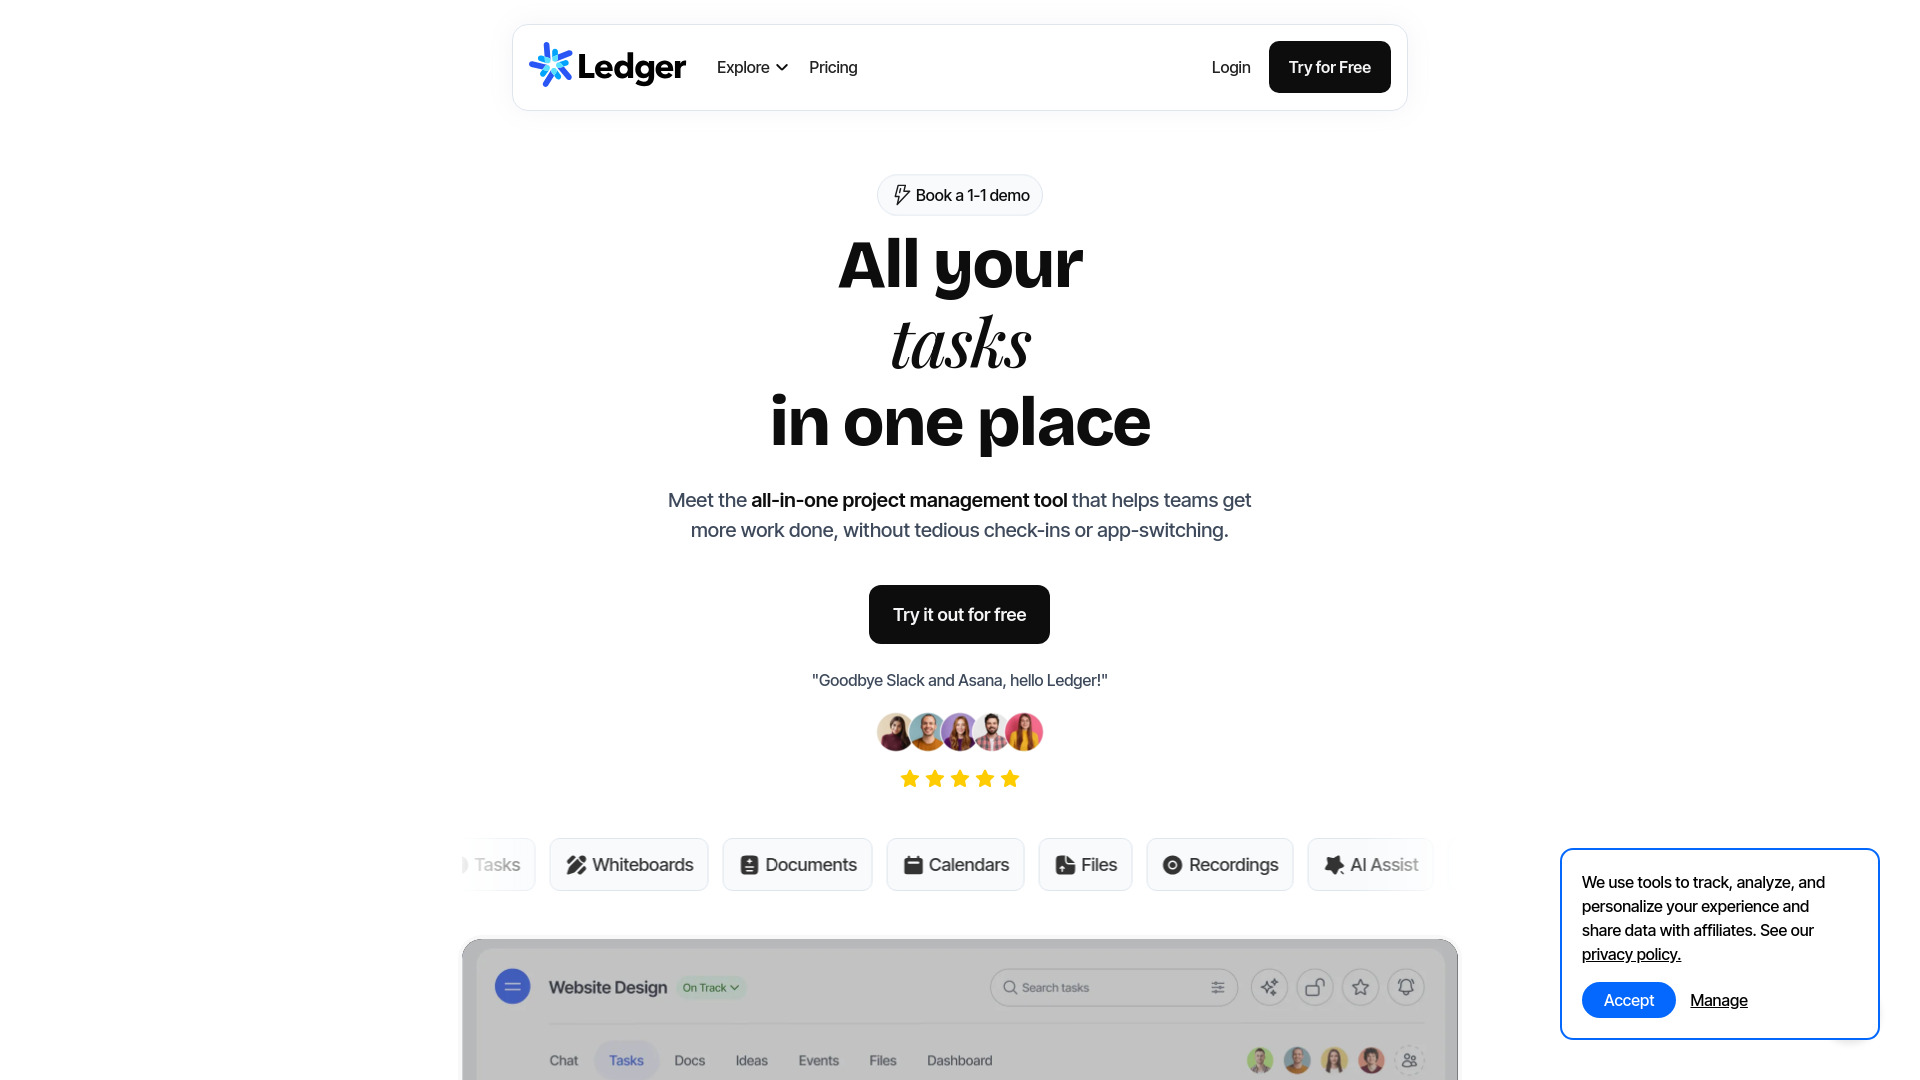 Ledger
Explore
Pricing
Login
Try for Free
Book a 1-1 demo
All your
tasks
in one place
Meet the all-in-one project management tool that helps teams get
more work done, without tedious check-ins or app-switching.
Try it out for free
"Goodbye Slack and Asana, hello Ledger!"
Tasks
Whiteboards
Documents
Calendars
Files
Recordings
AI Assist
Website Design
On Track
Search tasks
Chat
Tasks
Docs
Ideas
Events
Files
Dashboard
We use tools to track, analyze, and
personalize your experience and
share data with affiliates. See our
privacy policy.
Accept
Manage